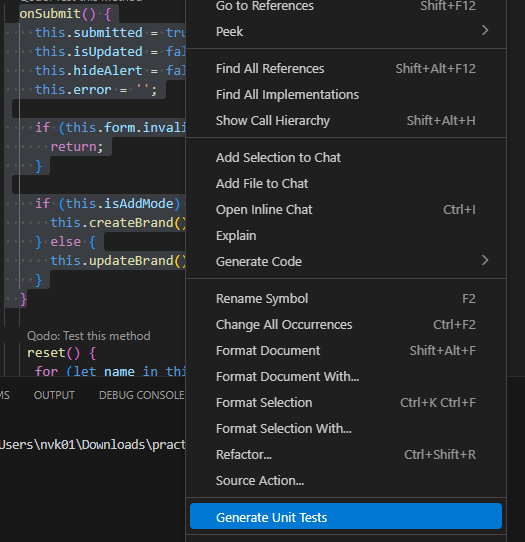 Qodo: Test this method
onSubmit() {
this.submitted = tru
this.isUpdated = fal
this.hideAlert = fal
this.error = '';
if (this.form.invali
return;
}
if (this.isAddMode)
this.createBrand()
} else {
this.updateBrand()
}
}
Qodo: Test this method
reset() {
for (let name in thi
MS OUTPUT DEBUG CONSOLE
Users\nvk01\Downloads\pract
Go to References Shift+F12
Peek
Find All References Shift+Alt+F12
Find All Implementations
Show Call Hierarchy Shift+Alt+H
Add Selection to Chat
Add File to Chat
Open Inline Chat Ctrl+I
Explain
Generate Code
Rename Symbol F2
Change All Occurrences Ctrl+F2
Format Document Shift+Alt+F
Format Document With...
Format Selection Ctrl+K Ctrl+F
Format Selection With...
Refactor... Ctrl+Shift+R
Source Action...
Generate Unit Tests